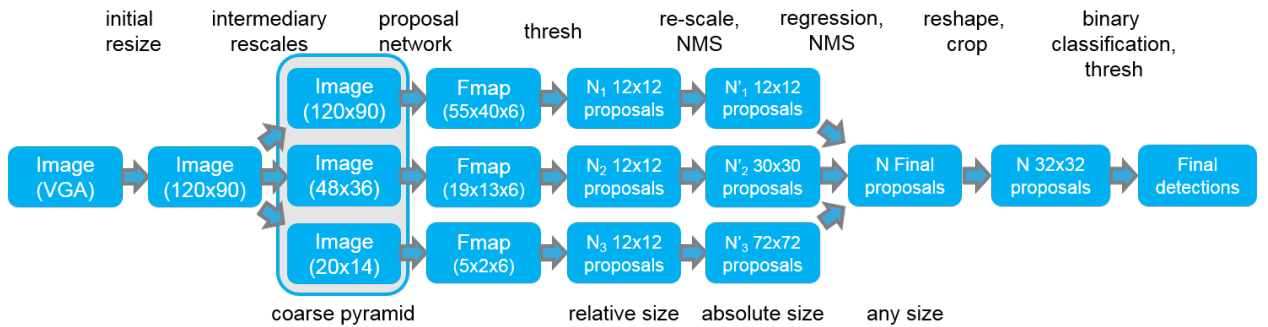 initial
resize
intermediary
rescales
proposal
network
thresh
re-scale,
NMS
regression,
NMS
reshape,
crop
binary
classification,
thresh
Image
(VGA)
Image
(120x90)
Image
(120x90)
Image
(48x36)
Image
(20x14)
Fmap
(55x40x6)
Fmap
(19x13x6)
Fmap
(5x2x6)
N₁ 12x12
proposals
N₂ 12x12
proposals
N₃ 12x12
proposals
N'₁ 12x12
proposals
N'₂ 30x30
proposals
N'₃ 72x72
proposals
N Final
proposals
N 32x32
proposals
Final
detections
coarse pyramid
relative size
absolute size
any size